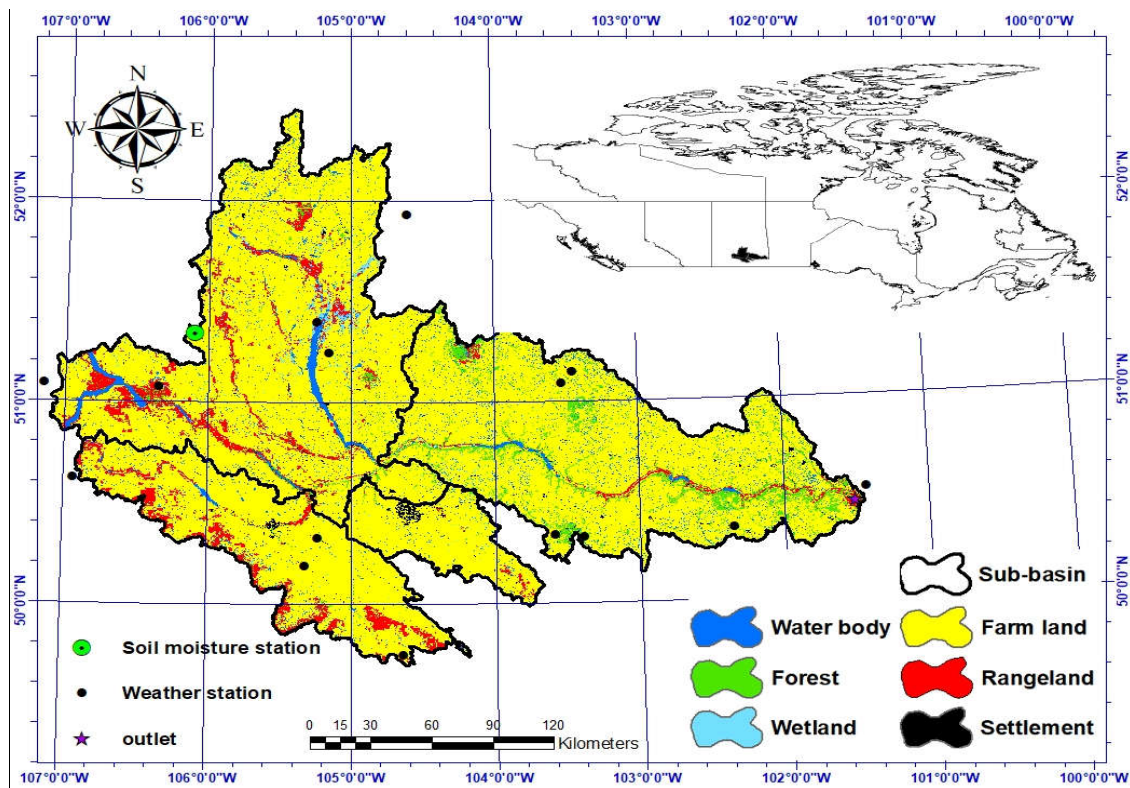 107°0'0"W 106°0'0"W 105°0'0"W 104°0'0"W 103°0'0"W 102°0'0"W 101°0'0"W 100°0'0"W
N
W E
S
52°0'0"N 52°0'0"N
51°0'0"N 51°0'0"N
50°0'0"N 50°0'0"N
Sub-basin
Water body Farm land
Forest Rangeland
Wetland Settlement
Soil moisture station
Weather station
outlet
0 15 30 60 90 120
Kilometers
107°0'0"W 106°0'0"W 105°0'0"W 104°0'0"W 103°0'0"W 102°0'0"W 101°0'0"W 100°0'0"W